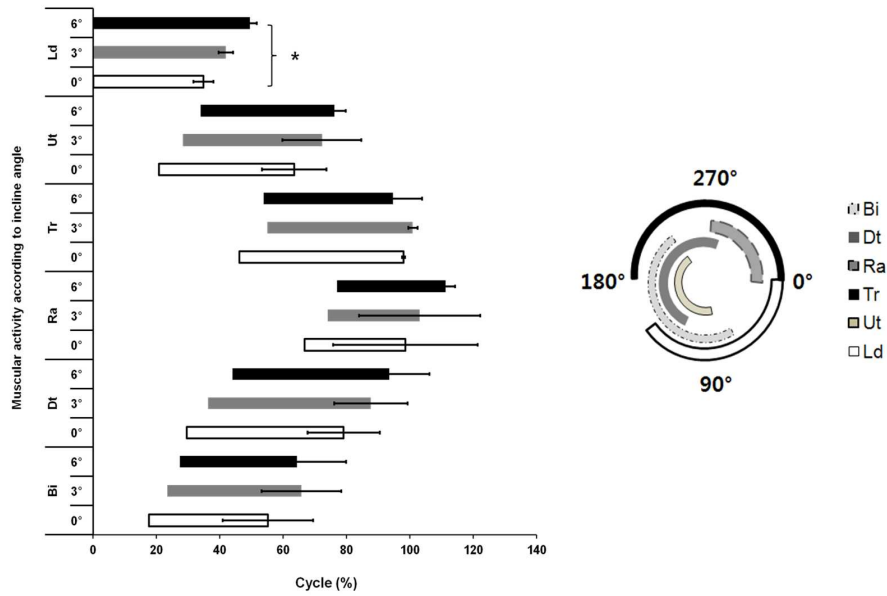 Muscular activity according to incline angle
Ld
6°
3°
0°
*
Ut
6°
3°
0°
Tr
6°
3°
0°
Ra
6°
3°
0°
Dt
6°
3°
0°
Bi
6°
3°
0°
0 20 40 60 80 100 120 140
Cycle (%)
270°
180°
0°
90°
Bi
Dt
Ra
Tr
Ut
Ld